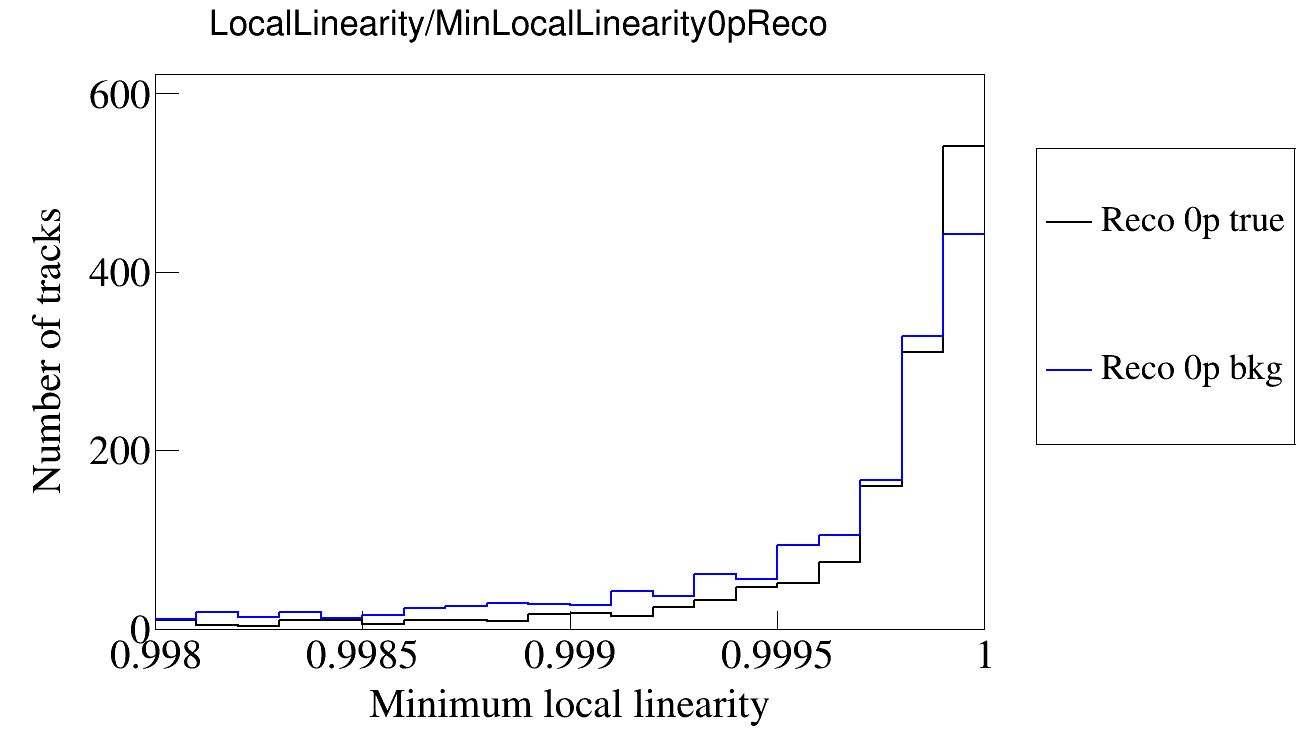 LocalLinearity/MinLocalLinearity0pReco
600
400
200
0
Number of tracks
0.998 0.9985 0.999 0.9995 1
Minimum local linearity
Reco 0p true
Reco 0p bkg